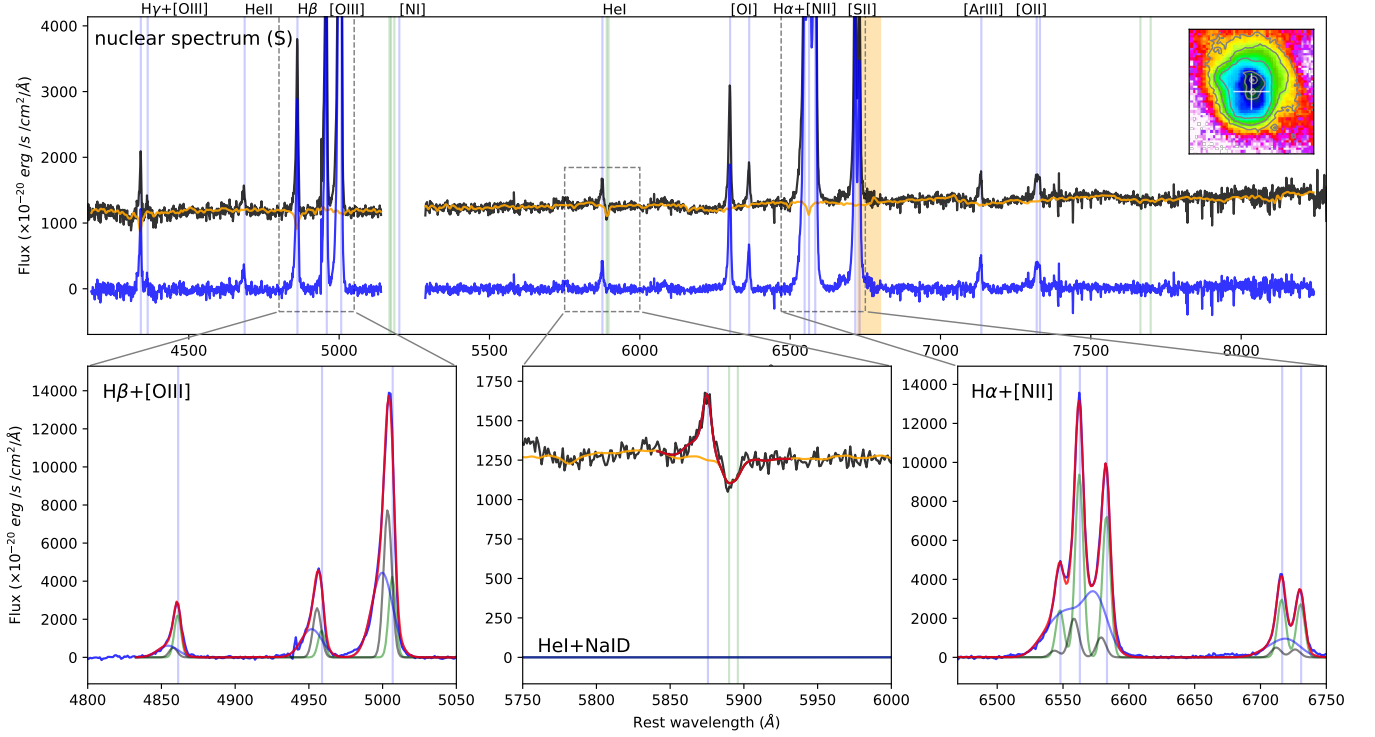 Hγ+[OIII] HeII Hβ [OIII] [NI] HeI [OI] Hα+[NII] [SII] [ArIII] [OII]
nuclear spectrum (S)
Flux (×10⁻²⁰ erg /s /cm²/Å)
4000
3000
2000
1000
0
4500 5000 5500 6000 6500 7000 7500 8000
Hβ+[OIII]
Flux (×10⁻²⁰ erg /s /cm²/Å)
14000
12000
10000
8000
6000
4000
2000
0
4800 4850 4900 4950 5000 5050
HeI+NaID
1750
1500
1250
1000
750
500
250
0
5750 5800 5850 5900 5950 6000
Rest wavelength (Å)
Hα+[NII]
14000
12000
10000
8000
6000
4000
2000
0
6500 6550 6600 6650 6700 6750